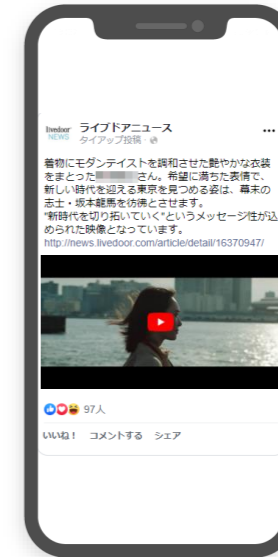 livedoor
NEWS
ライブドアニュース
タイアップ投稿・
着物にモダンテイストを調和させた艶やかな衣装
をまとった さん。希望に満ちた表情で、
新しい時代を迎える東京を見つめる姿は、幕末の
志士・坂本龍馬を彷彿とさせます。
"新時代を切り拓いていく"というメッセージ性が込
められた映像となっています。
http://news.livedoor.com/article/detail/16370947/
97人
いいね! コメントする シェア